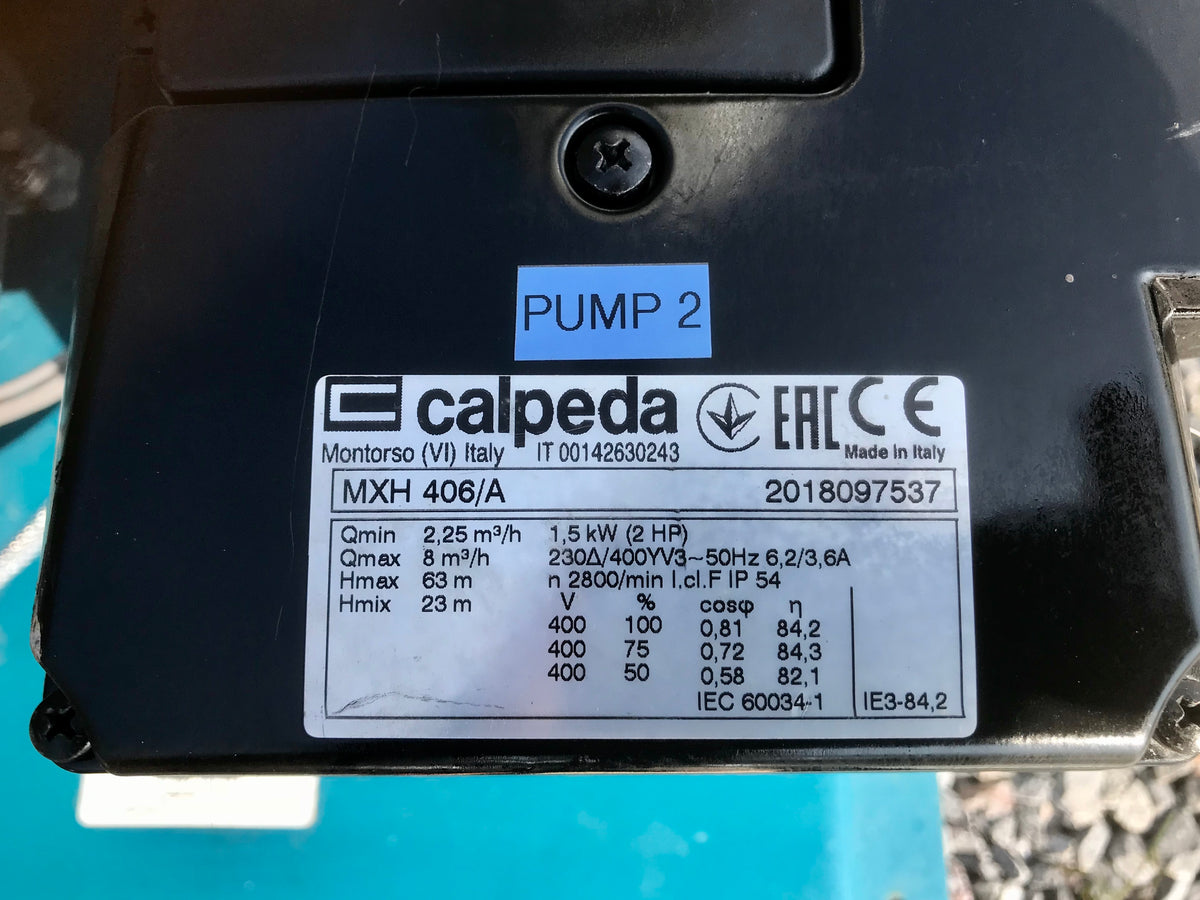 PUMP 2
calpeda EAC CE
Montorso (VI) Italy IT 00142630243 Made in Italy
MXH 406/A 2018097537
Qmin 2,25 m³/h 1,5 kW (2 HP)
Qmax 8 m³/h 230Δ/400YV3~50Hz 6,2/3,6A
Hmax 63 m n 2800/min I.cl.F IP 54
Hmix 23 m V % cosφ η
400 100 0,81 84,2
400 75 0,72 84,3
400 50 0,58 82,1
IEC 60034-1 IE3-84,2